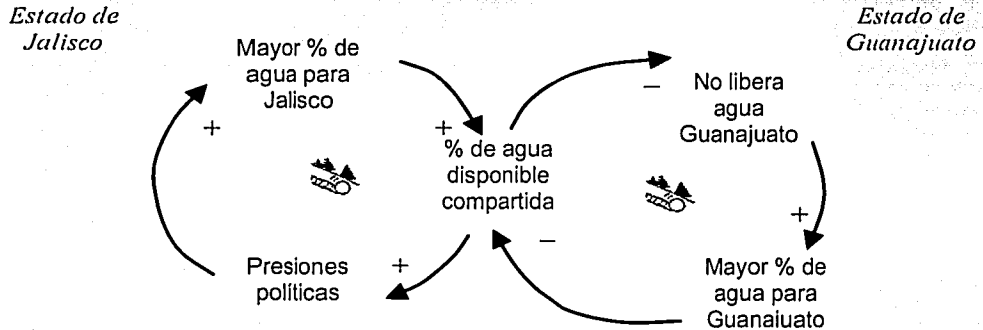 Estado de
Jalisco
Estado de
Guanajuato
Mayor % de
agua para
Jalisco
+
+
% de agua
disponible
compartida
–
No libera
agua
Guanajuato
+
Presiones
políticas
+
–
Mayor % de
agua para
Guanajuato